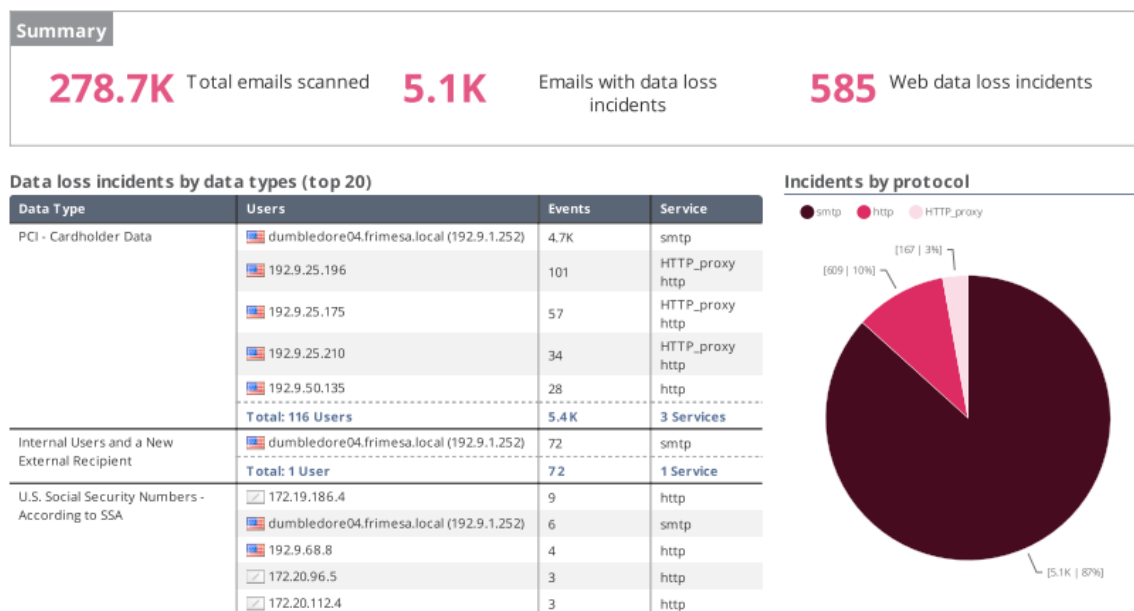 Summary
278.7K Total emails scanned
5.1K Emails with data loss
incidents
585 Web data loss incidents
Data loss incidents by data types (top 20)
Data Type Users Events Service
PCI - Cardholder Data dumbledore04.frimesa.local (192.9.1.252) 4.7K smtp
192.9.25.196 101 HTTP_proxy
http
192.9.25.175 57 HTTP_proxy
http
192.9.25.210 34 HTTP_proxy
http
192.9.50.135 28 http
Total: 116 Users 5.4K 3 Services
Internal Users and a New
External Recipient
dumbledore04.frimesa.local (192.9.1.252) 72 smtp
Total: 1 User 72 1 Service
U.S. Social Security Numbers -
According to SSA
172.19.186.4 9 http
dumbledore04.frimesa.local (192.9.1.252) 6 smtp
192.9.68.8 4 http
172.20.96.5 3 http
172.20.112.4 3 http
Incidents by protocol
smtp http HTTP_proxy
[167 | 3%]
[609 | 10%]
[5.1K | 87%]